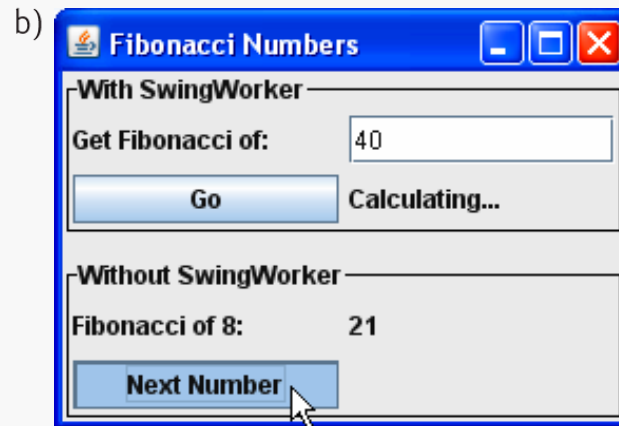 b)
Fibonacci Numbers
With SwingWorker
Get Fibonacci of: 40
Go Calculating...
Without SwingWorker
Fibonacci of 8: 21
Next Number